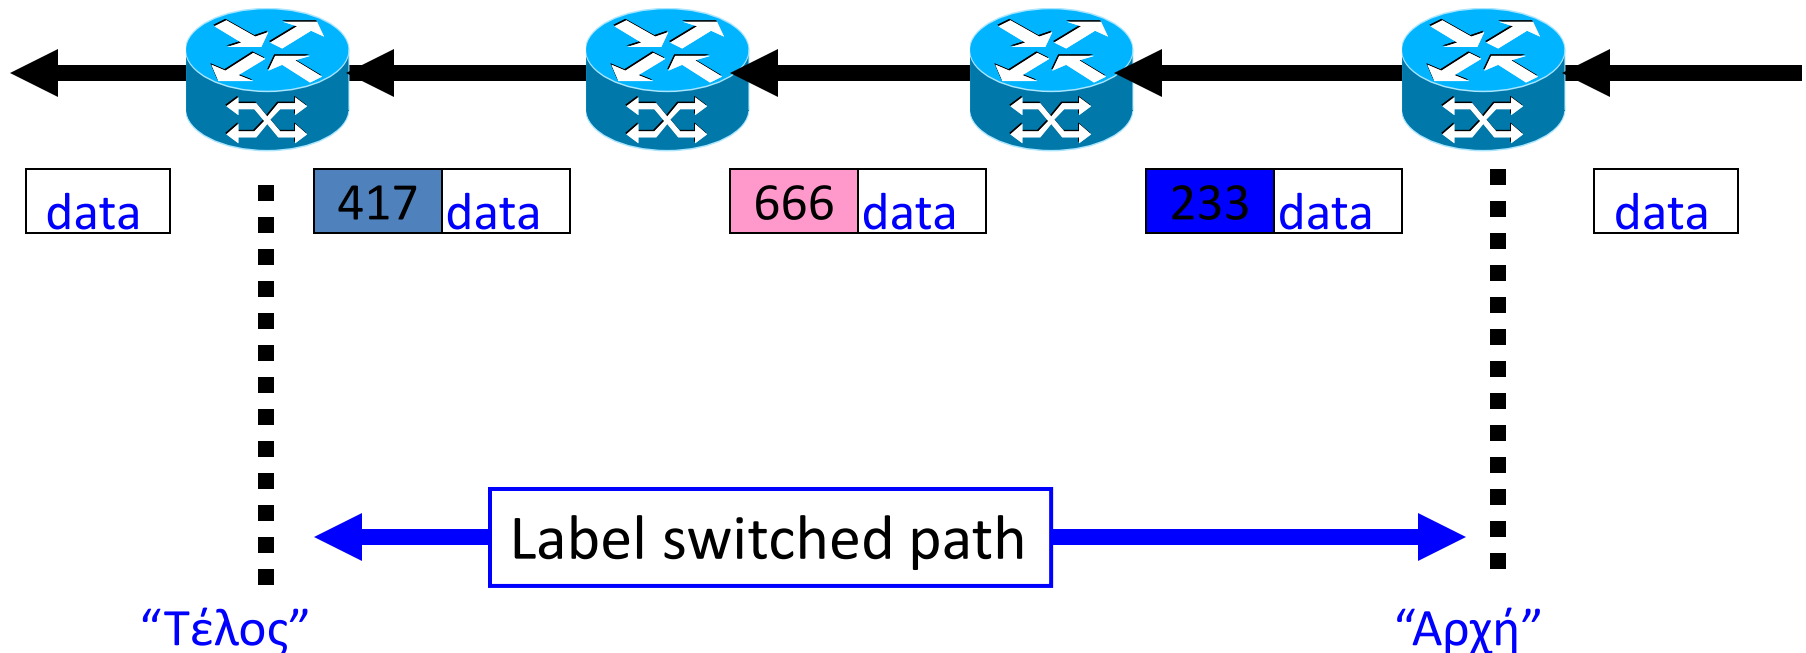 data
417 data
666 data
233 data
data
Label switched path
“Τέλος”
“Αρχή”